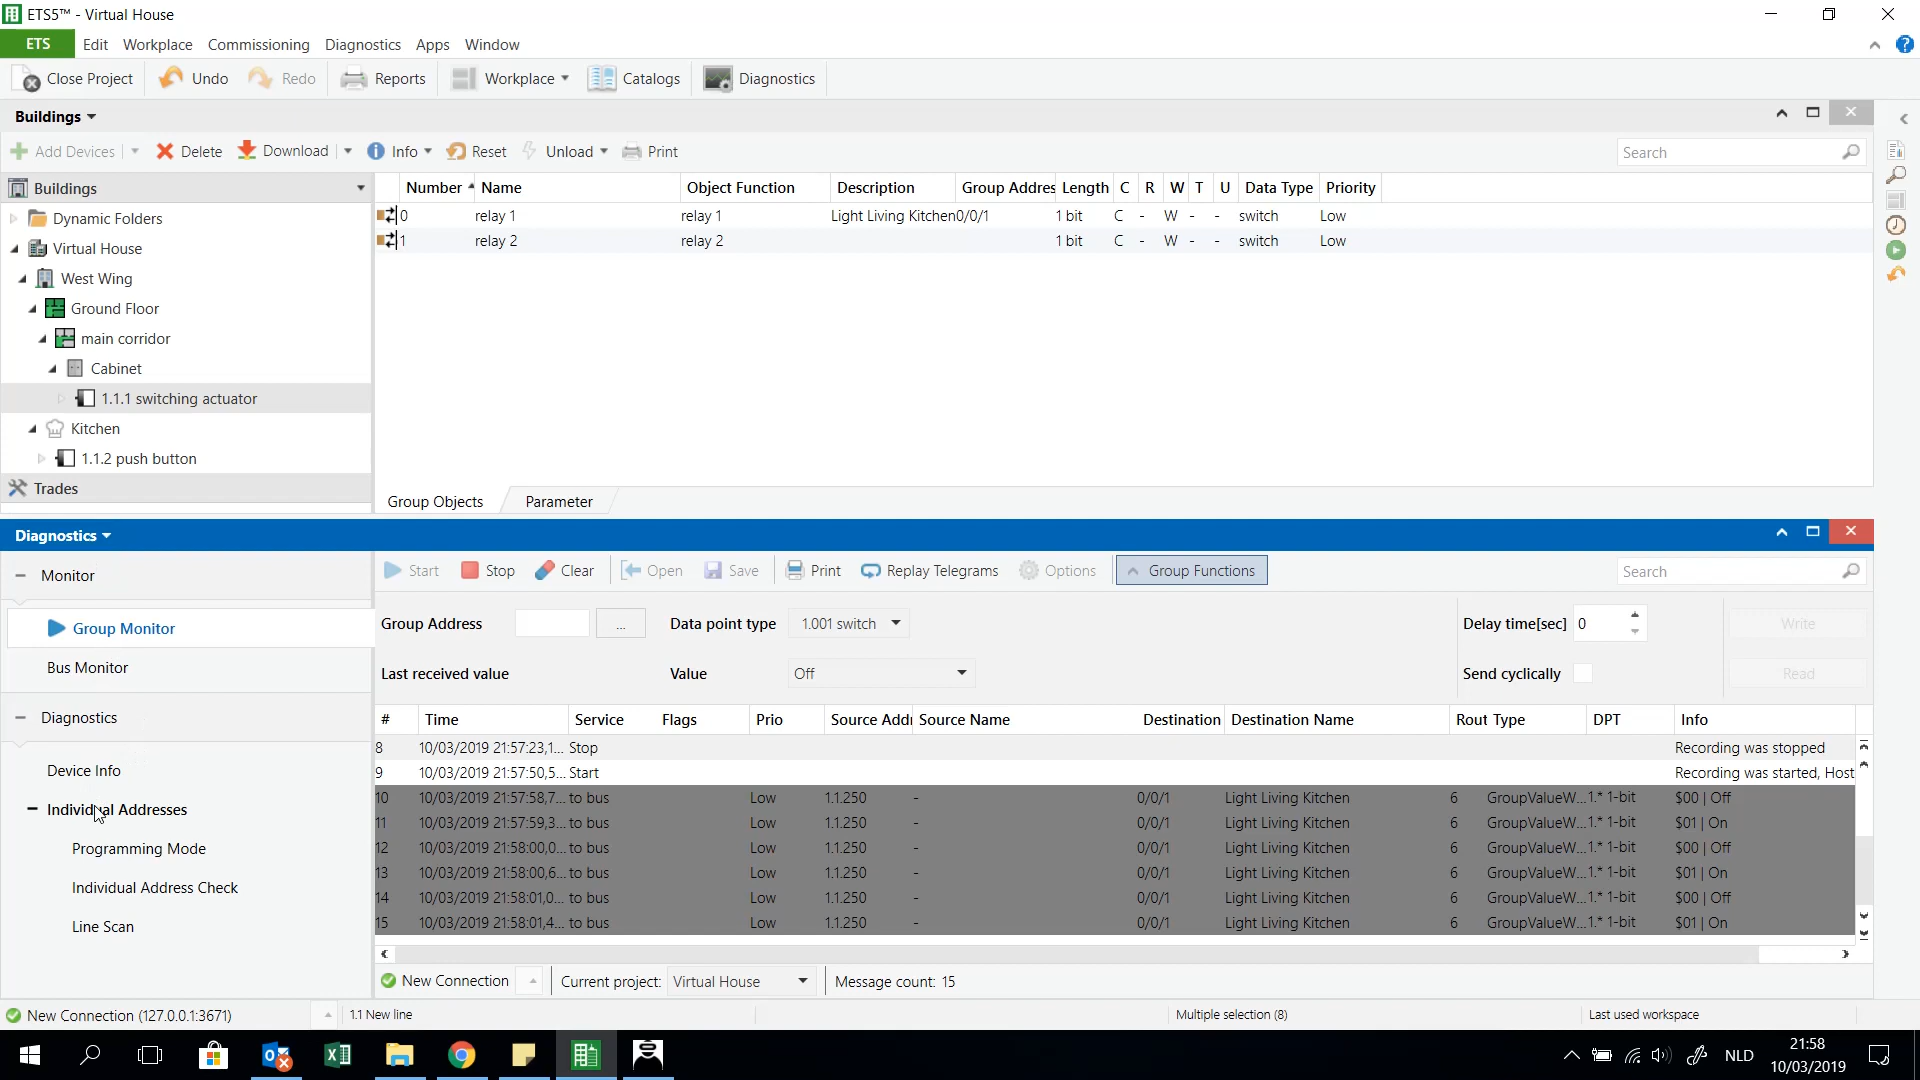 ETS5™ - Virtual House
ETS Edit Workplace Commissioning Diagnostics Apps Window
Close Project Undo Redo Reports Workplace Catalogs Diagnostics
Buildings
Add Devices Delete Download Info Reset Unload Print Search
Buildings
Dynamic Folders
Virtual House
West Wing
Ground Floor
main corridor
Cabinet
1.1.1 switching actuator
Kitchen
1.1.2 push button
Trades
Number Name Object Function Description Group Addres Length C R W T U Data Type Priority
0 relay 1 relay 1 Light Living Kitchen 0/0/1 1 bit C - W - - switch Low
1 relay 2 relay 2 1 bit C - W - - switch Low
Group Objects Parameter
Diagnostics
Monitor
Group Monitor
Bus Monitor
Diagnostics
Device Info
Individual Addresses
Programming Mode
Individual Address Check
Line Scan
Start Stop Clear Open Save Print Replay Telegrams Options Group Functions Search
Group Address ... Data point type 1.001 switch Delay time[sec] 0 Write
Last received value Value Off Send cyclically Read
# Time Service Flags Prio Source Addr Source Name Destination Destination Name Rout Type DPT Info
8 10/03/2019 21:57:23,1... Stop Recording was stopped
9 10/03/2019 21:57:50,5... Start Recording was started, Host
10 10/03/2019 21:57:58,7... to bus Low 1.1.250 - 0/0/1 Light Living Kitchen 6 GroupValueW... 1.* 1-bit $00 | Off
11 10/03/2019 21:57:59,3... to bus Low 1.1.250 - 0/0/1 Light Living Kitchen 6 GroupValueW... 1.* 1-bit $01 | On
12 10/03/2019 21:58:00,0... to bus Low 1.1.250 - 0/0/1 Light Living Kitchen 6 GroupValueW... 1.* 1-bit $00 | Off
13 10/03/2019 21:58:00,6... to bus Low 1.1.250 - 0/0/1 Light Living Kitchen 6 GroupValueW... 1.* 1-bit $01 | On
14 10/03/2019 21:58:01,0... to bus Low 1.1.250 - 0/0/1 Light Living Kitchen 6 GroupValueW... 1.* 1-bit $00 | Off
15 10/03/2019 21:58:01,4... to bus Low 1.1.250 - 0/0/1 Light Living Kitchen 6 GroupValueW... 1.* 1-bit $01 | On
New Connection Current project: Virtual House Message count: 15
New Connection (127.0.0.1:3671) 1.1 New line Multiple selection (8) Last used workspace
NLD
21:58
10/03/2019